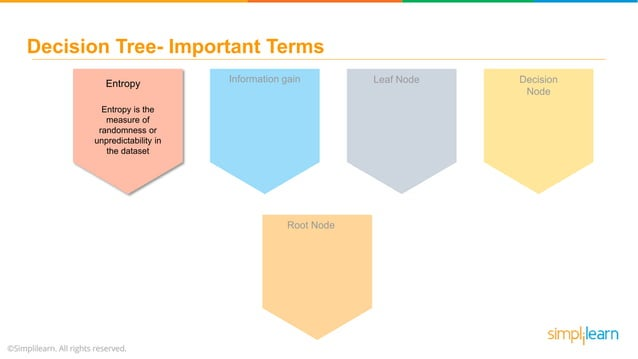 Decision Tree- Important Terms
Entropy
Entropy is the
measure of
randomness or
unpredictability in
the dataset
Information gain
Leaf Node
Decision
Node
Root Node
©Simplilearn. All rights reserved.
simplilearn